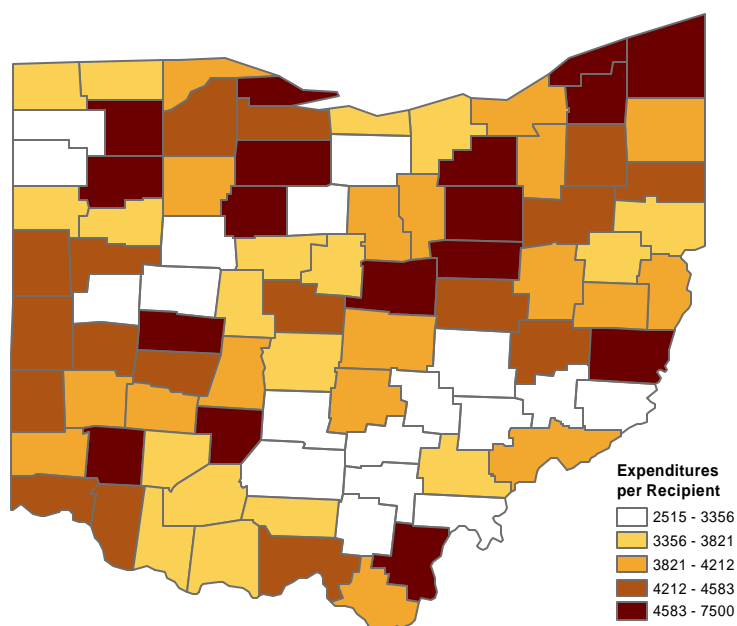 Expenditures
per Recipient
2515 - 3356
3356 - 3821
3821 - 4212
4212 - 4583
4583 - 7500